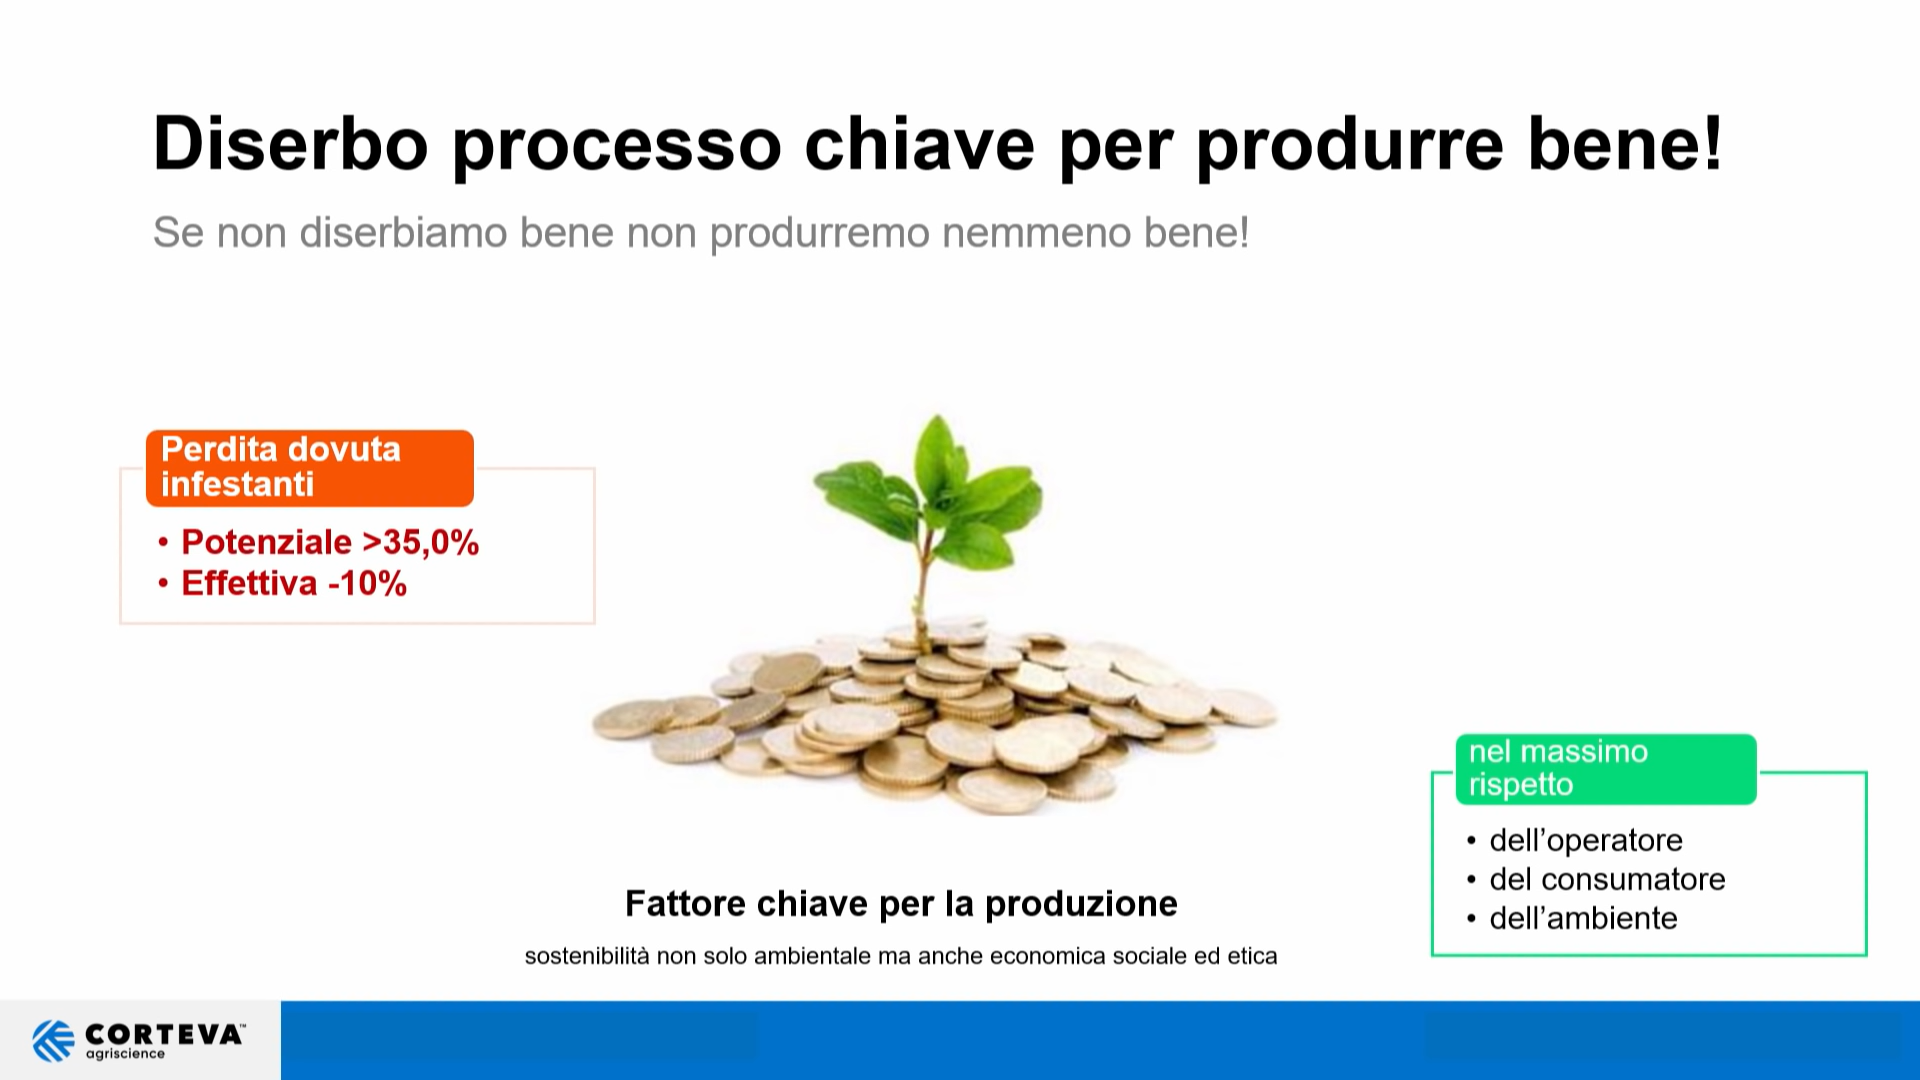 Diserbo processo chiave per produrre bene!
Se non diserbiamo bene non produrremo nemmeno bene!
Perdita dovuta
infestanti
• Potenziale >35,0%
• Effettiva -10%
nel massimo
rispetto
• dell’operatore
• del consumatore
• dell’ambiente
Fattore chiave per la produzione
sostenibilità non solo ambientale ma anche economica sociale ed etica
CORTEVA™
agriscience